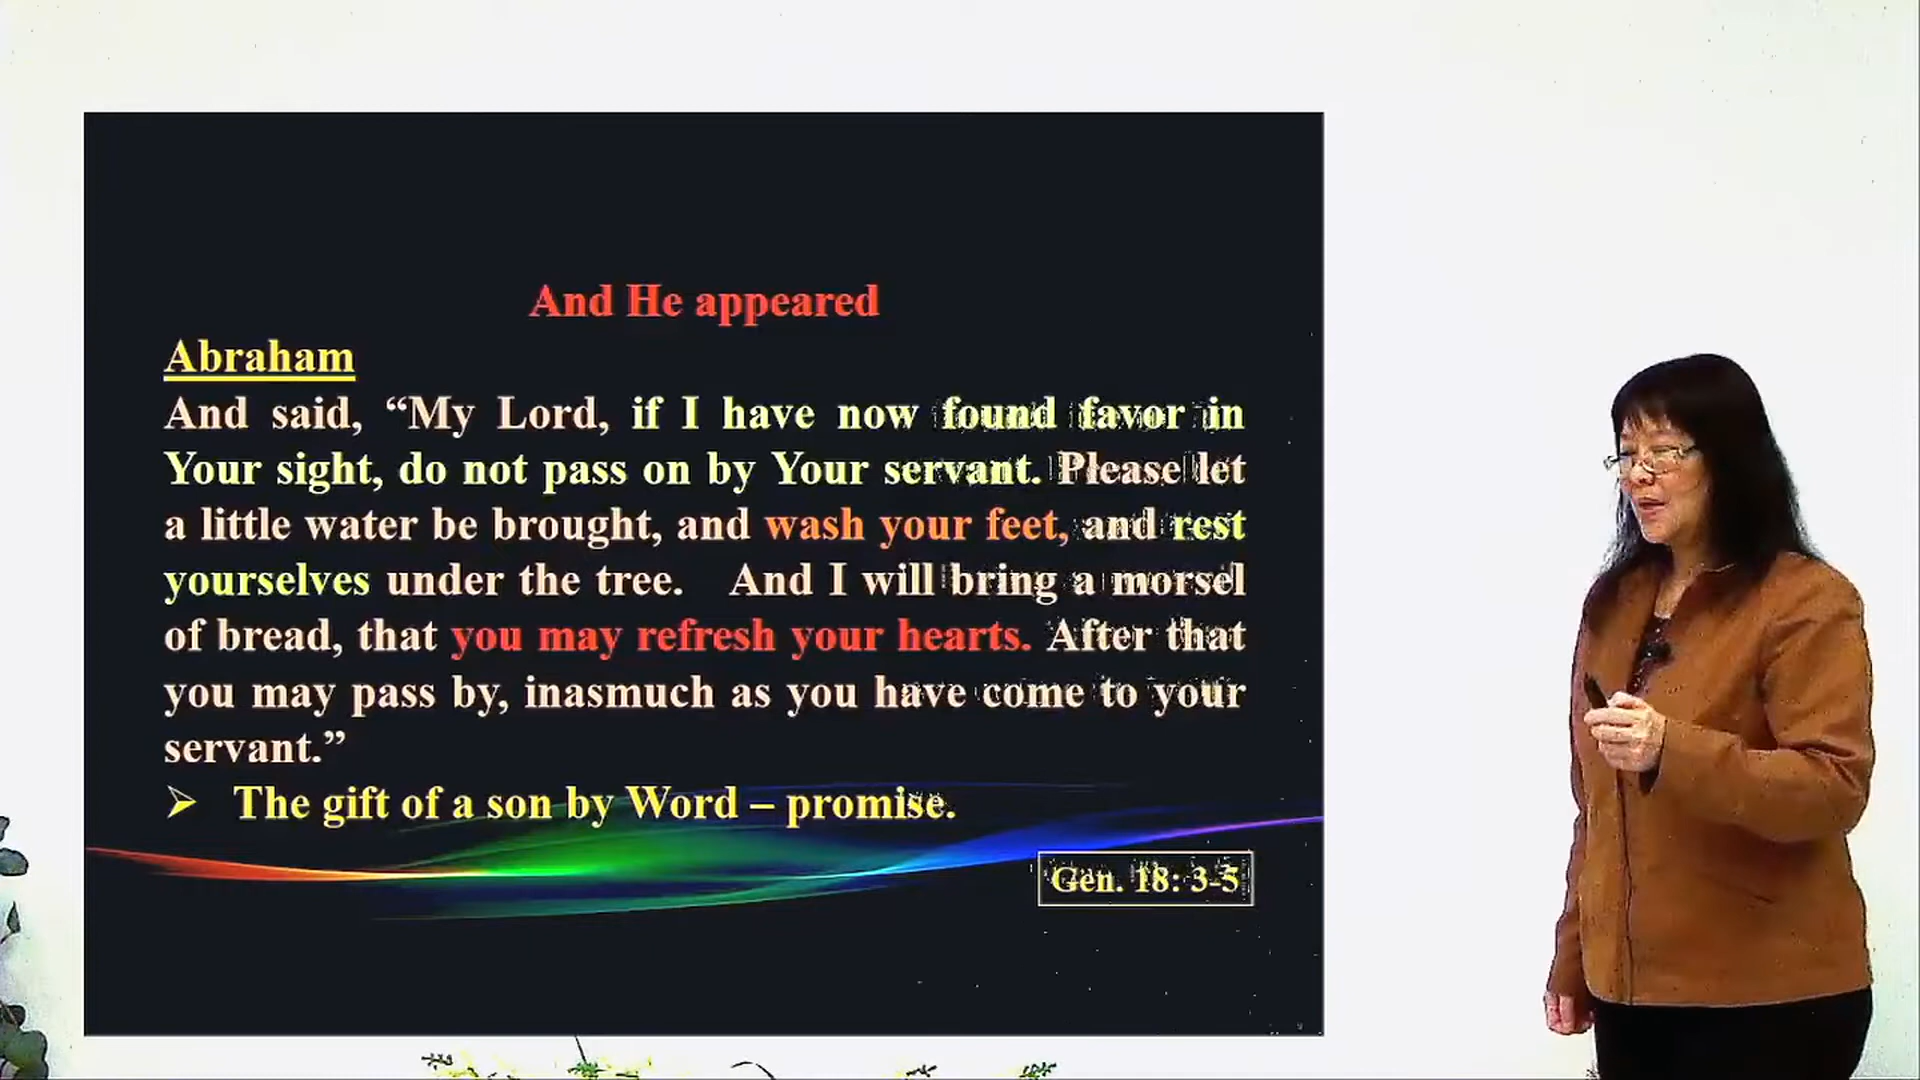 And He appeared
Abraham
And said, “My Lord, if I have now found favor in
Your sight, do not pass on by Your servant. Please let
a little water be brought, and wash your feet, and rest
yourselves under the tree. And I will bring a morsel
of bread, that you may refresh your hearts. After that
you may pass by, inasmuch as you have come to your
servant.”
➢ The gift of a son by Word – promise.
Gen. 18: 3-5